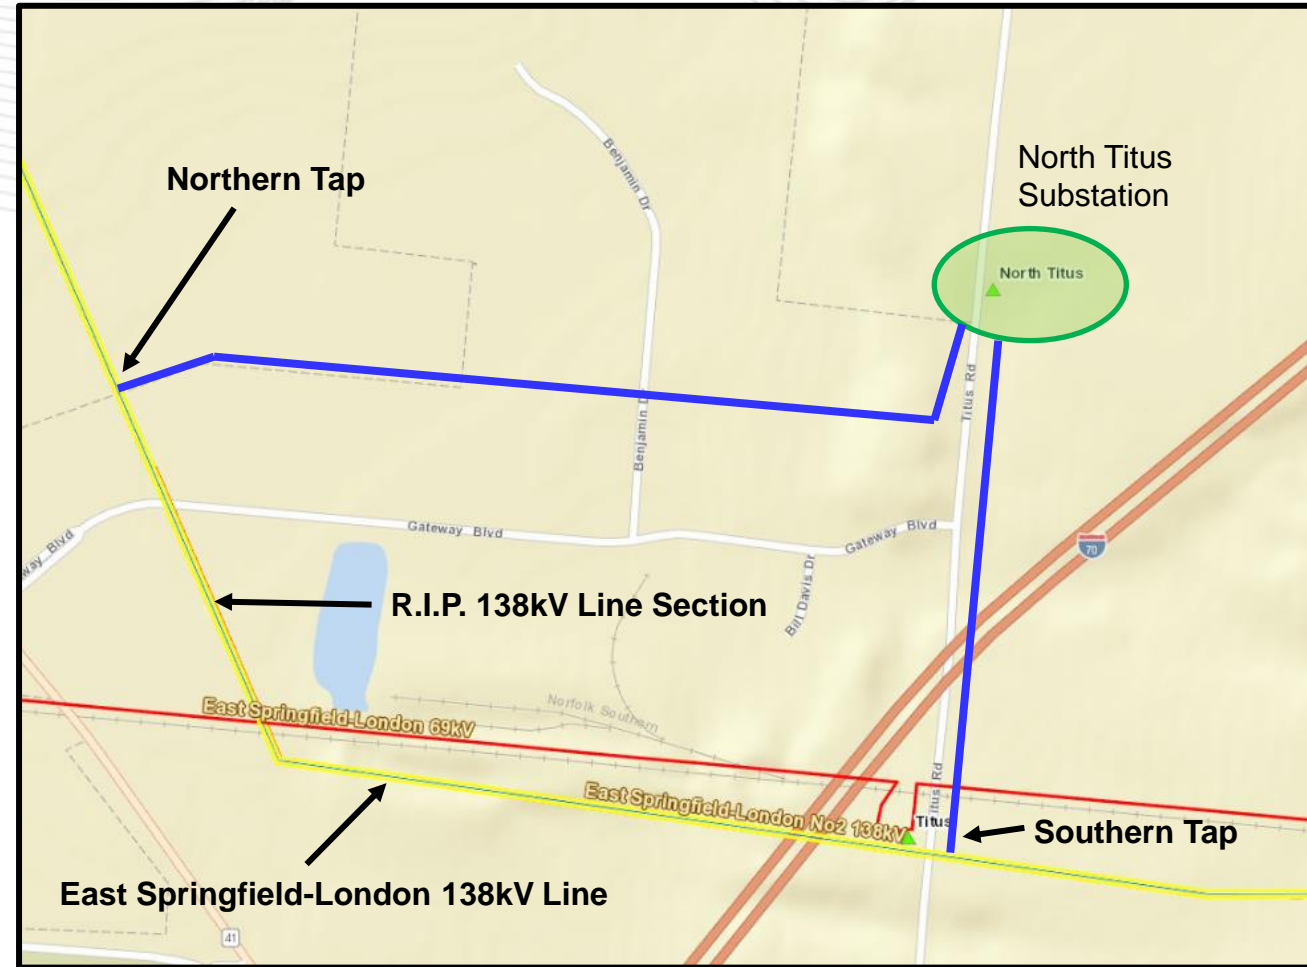 North Titus
Substation
Northern Tap
Benjamin Dr
North Titus
Titus Rd
Benjamin Dr
Gateway Blvd
Gateway Blvd
way Blvd
70
Bill Davis Dr
R.I.P. 138kV Line Section
Norfolk Southern
East Springfield-London 69kV
East Springfield-London No2 138kV
Titus
Titus Rd
Southern Tap
East Springfield-London 138kV Line
41